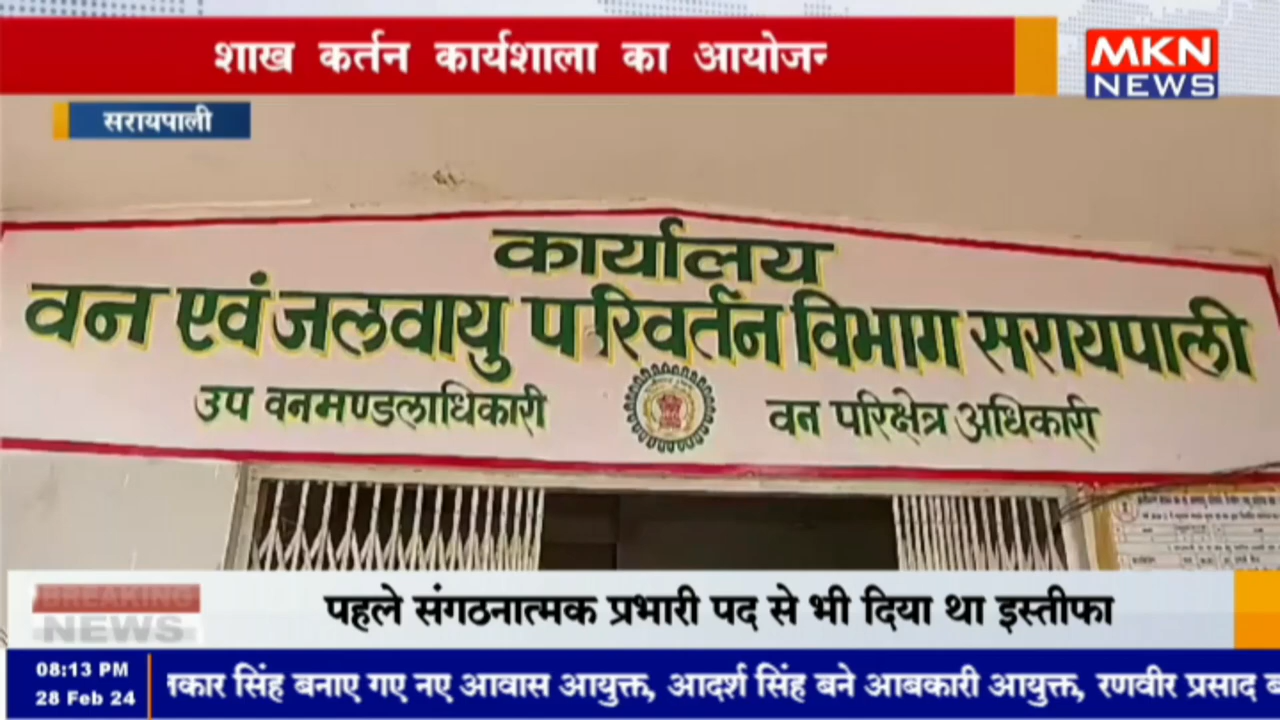 शाख कर्तन कार्यशाला का आयोजन
MKN
NEWS
सरायपाली
कार्यालय
वन एवं जलवायु परिवर्तन विभाग सरायपाली
उप वनमण्डलाधिकारी
वन परिक्षेत्र अधिकारी
BREAKING
NEWS
पहले संगठनात्मक प्रभारी पद से भी दिया था इस्तीफा
08:13 PM
28 Feb 24
सिंह बनाए गए नए आवास आयुक्त, आदर्श सिंह बने आबकारी आयुक्त, रणवीर प्रसाद